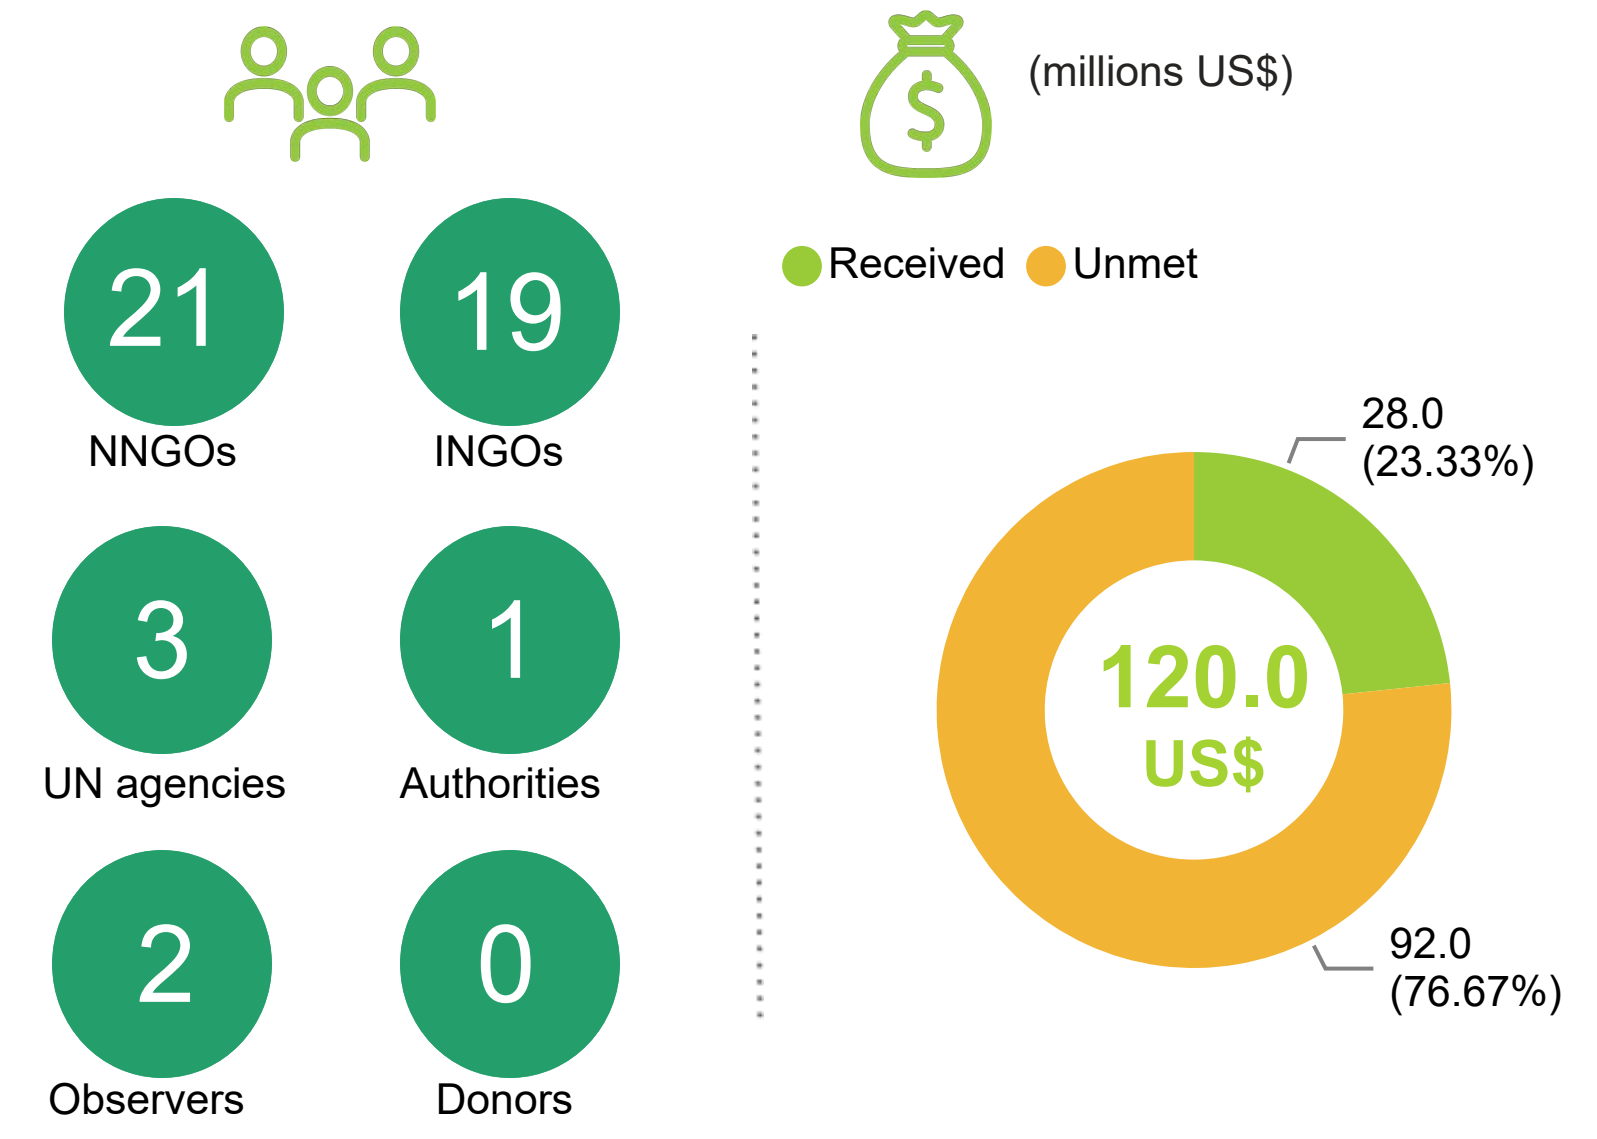 21
19
NNGOs
INGOs
3
1
UN agencies
Authorities
2
0
Observers
Donors
$
(millions US$)
Received
Unmet
28.0
(23.33%)
120.0
US$
92.0
(76.67%)